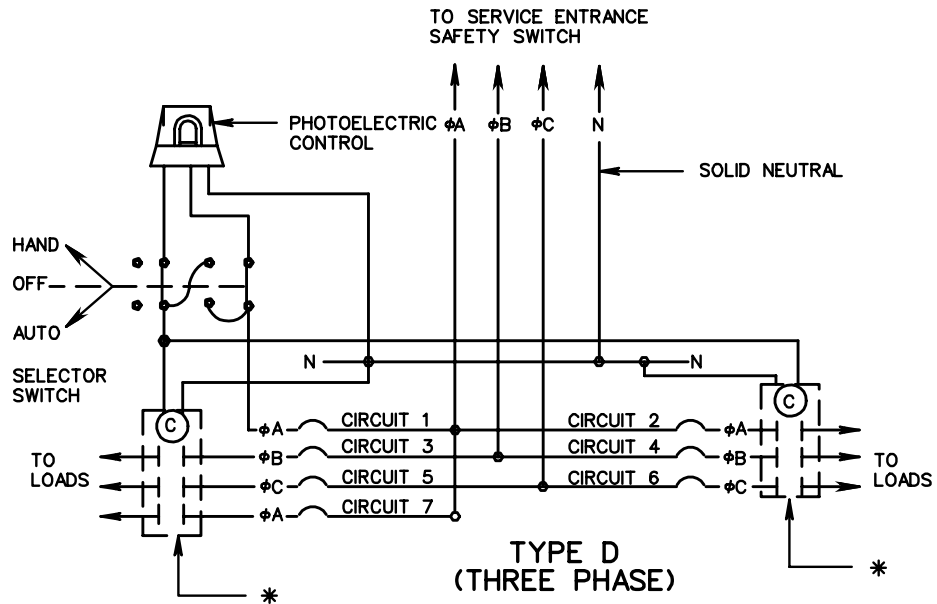 TO SERVICE ENTRANCE
SAFETY SWITCH
PHOTOELECTRIC
CONTROL
ϕA ϕB ϕC N
SOLID NEUTRAL
HAND
OFF
AUTO
SELECTOR
SWITCH
N
N
C
C
ϕA CIRCUIT 1 CIRCUIT 2 ϕA
ϕB CIRCUIT 3 CIRCUIT 4 ϕB
ϕC CIRCUIT 5 CIRCUIT 6 ϕC
ϕA CIRCUIT 7
TO
LOADS
TO
LOADS
TYPE D
(THREE PHASE)
*
*